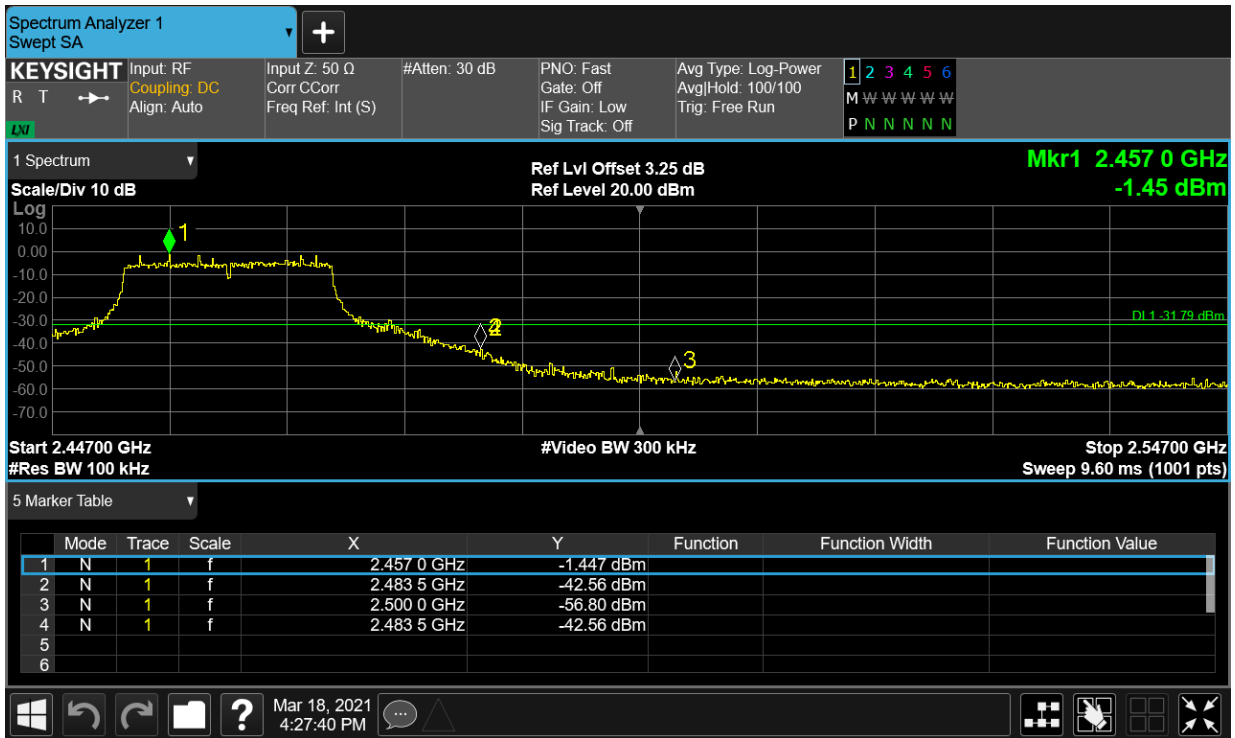 Spectrum Analyzer 1
Swept SA
KEYSIGHT
R T
LXI
Input: RF
Coupling: DC
Align: Auto
Input Z: 50 Ω
Corr CCorr
Freq Ref: Int (S)
#Atten: 30 dB
PNO: Fast
Gate: Off
IF Gain: Low
Sig Track: Off
Avg Type: Log-Power
Avg|Hold: 100/100
Trig: Free Run
1 2 3 4 5 6
M W W W W W
P N N N N N
1 Spectrum
Scale/Div 10 dB
Ref Lvl Offset 3.25 dB
Ref Level 20.00 dBm
Mkr1 2.457 0 GHz
-1.45 dBm
Log
10.0
0.00
-10.0
-20.0
-30.0
-40.0
-50.0
-60.0
-70.0
1
2
3
DL1 -31.79 dBm
Start 2.44700 GHz
#Res BW 100 kHz
#Video BW 300 kHz
Stop 2.54700 GHz
Sweep 9.60 ms (1001 pts)
5 Marker Table
Mode Trace Scale X Y Function Function Width Function Value
1 N 1 f 2.457 0 GHz -1.447 dBm
2 N 1 f 2.483 5 GHz -42.56 dBm
3 N 1 f 2.500 0 GHz -56.80 dBm
4 N 1 f 2.483 5 GHz -42.56 dBm
5
6
?
Mar 18, 2021
4:27:40 PM